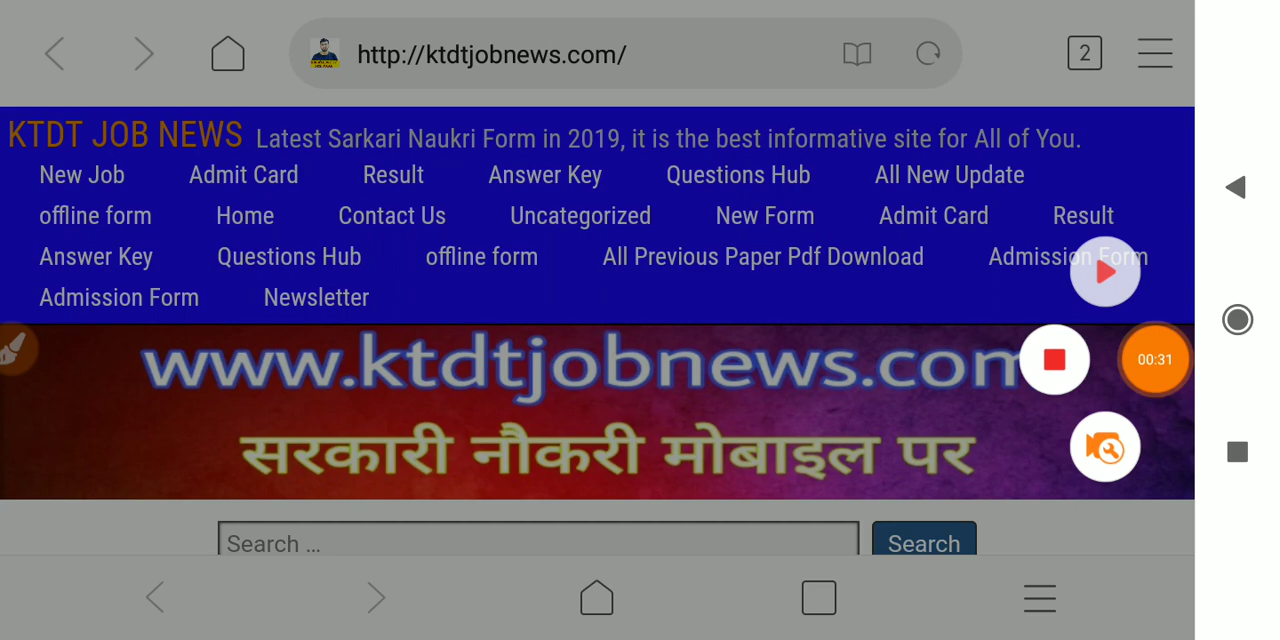 http://ktdtjobnews.com/
2
KTDT JOB NEWS Latest Sarkari Naukri Form in 2019, it is the best informative site for All of You.
New Job Admit Card Result Answer Key Questions Hub All New Update
offline form Home Contact Us Uncategorized New Form Admit Card Result
Answer Key Questions Hub offline form All Previous Paper Pdf Download Admission Form
Admission Form Newsletter
www.ktdtjobnews.com
00:31
सरकारी नौकरी मोबाइल पर
Search ... Search